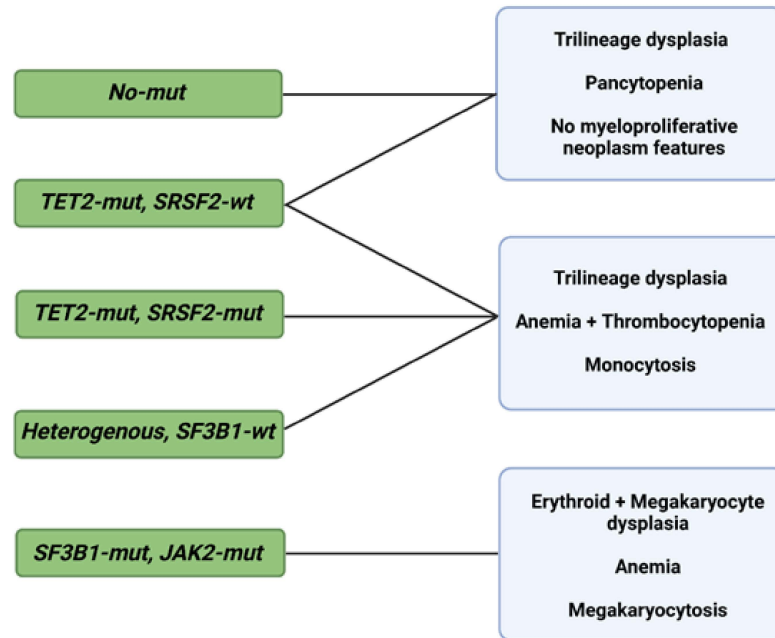 No-mut
TET2-mut, SRSF2-wt
TET2-mut, SRSF2-mut
Heterogenous, SF3B1-wt
SF3B1-mut, JAK2-mut
Trilineage dysplasia
Pancytopenia
No myeloproliferative
neoplasm features
Trilineage dysplasia
Anemia + Thrombocytopenia
Monocytosis
Erythroid + Megakaryocyte
dysplasia
Anemia
Megakaryocytosis